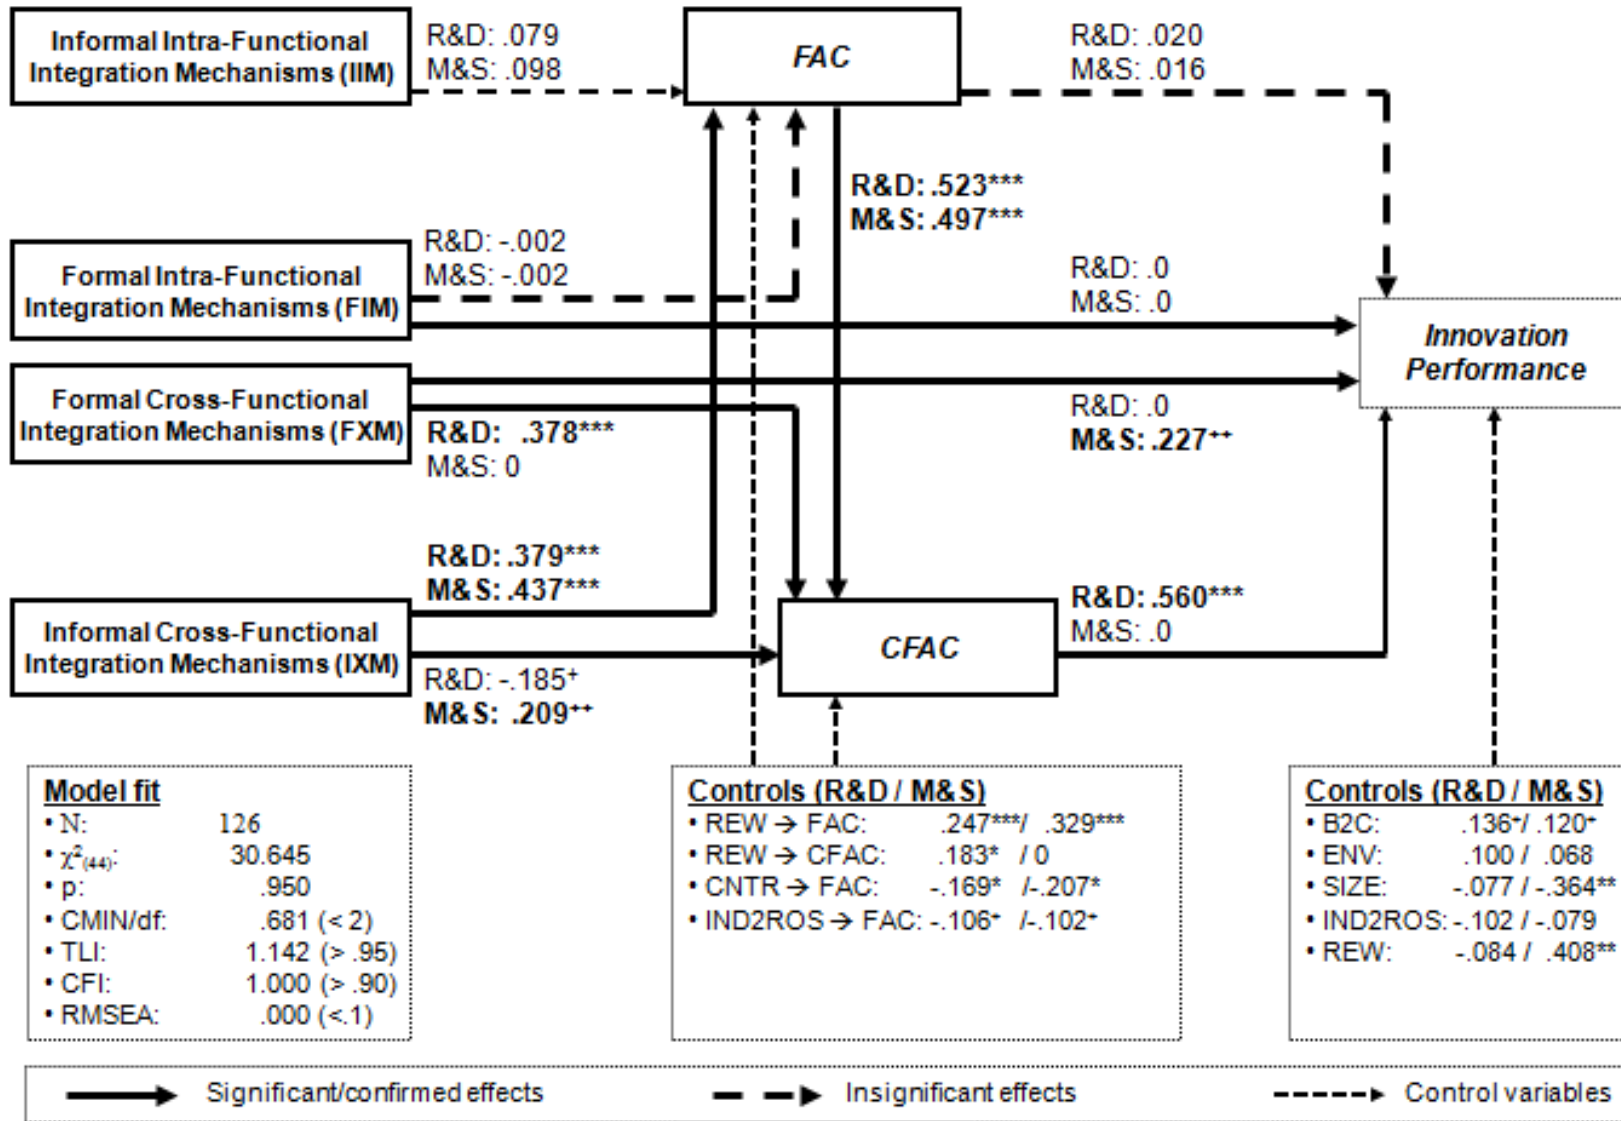 Informal Intra-Functional
Integration Mechanisms (IIM)
R&D: .079
M&S: .098
FAC
R&D: .020
M&S: .016
R&D: .523***
M&S: .497***
Formal Intra-Functional
Integration Mechanisms (FIM)
R&D: -.002
M&S: -.002
R&D: .0
M&S: .0
Innovation
Performance
Formal Cross-Functional
Integration Mechanisms (FXM)
R&D: .378***
M&S: 0
R&D: .0
M&S: .227++
R&D: .379***
M&S: .437***
Informal Cross-Functional
Integration Mechanisms (IXM)
R&D: -.185+
M&S: .209++
CFAC
R&D: .560***
M&S: .0
Model fit
• N: 126
• χ²(44): 30.645
• p: .950
• CMIN/df: .681 (< 2)
• TLI: 1.142 (> .95)
• CFI: 1.000 (> .90)
• RMSEA: .000 (<.1)
Controls (R&D / M&S)
• REW → FAC: .247***/ .329***
• REW → CFAC: .183* / 0
• CNTR → FAC: -.169* /-.207*
• IND2ROS → FAC: -.106+ /-.102+
Controls (R&D / M&S)
• B2C: .136+/ .120+
• ENV: .100 / .068
• SIZE: -.077 / -.364**
• IND2ROS: -.102 / -.079
• REW: -.084 / .408**
Significant/confirmed effects
Insignificant effects
Control variables